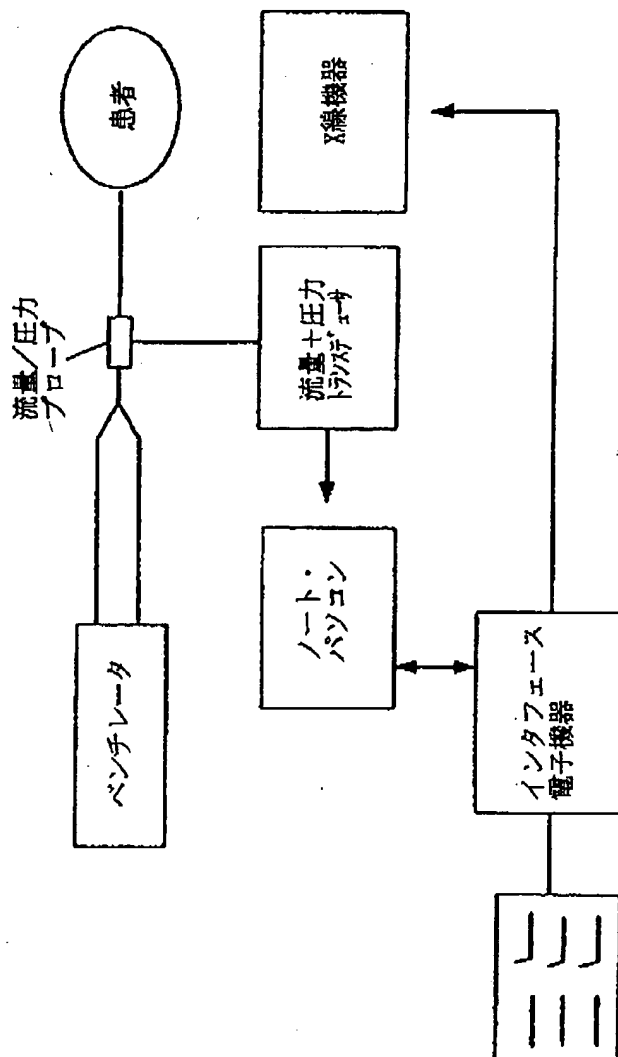 患者
流量／圧力
プローブ
ベンチレータ
X線機器
流量＋圧力
トランスデューサ
ノート・
パソコン
インタフェース
電子機器